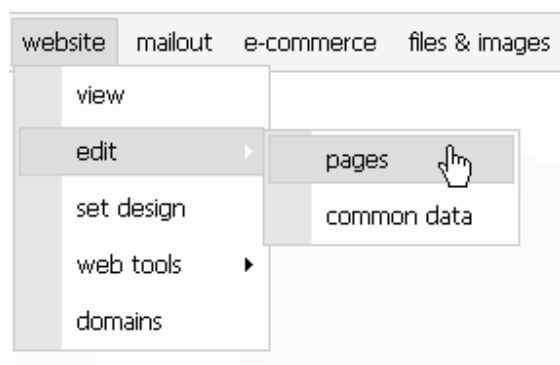 website mailout e-commerce files & images
view
edit
pages
set design
common data
web tools
domains